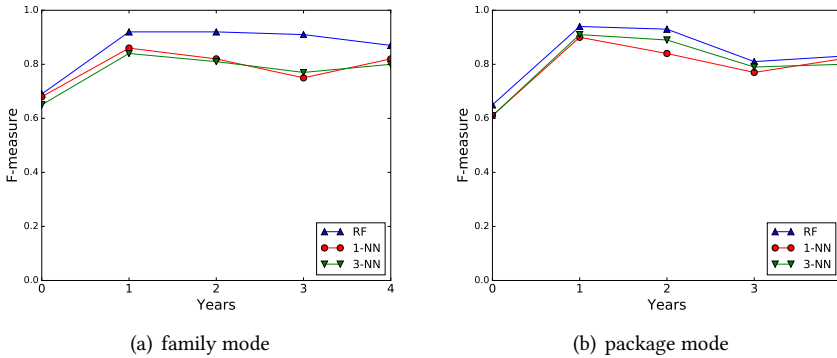 1.0
0.8
0.6
0.4
0.2
0.0
F-measure
0 1 2 3 4
Years
RF
1-NN
3-NN
(a) family mode
1.0
0.8
0.6
0.4
0.2
0.0
F-measure
0 1 2 3
Years
RF
1-NN
3-NN
(b) package mode